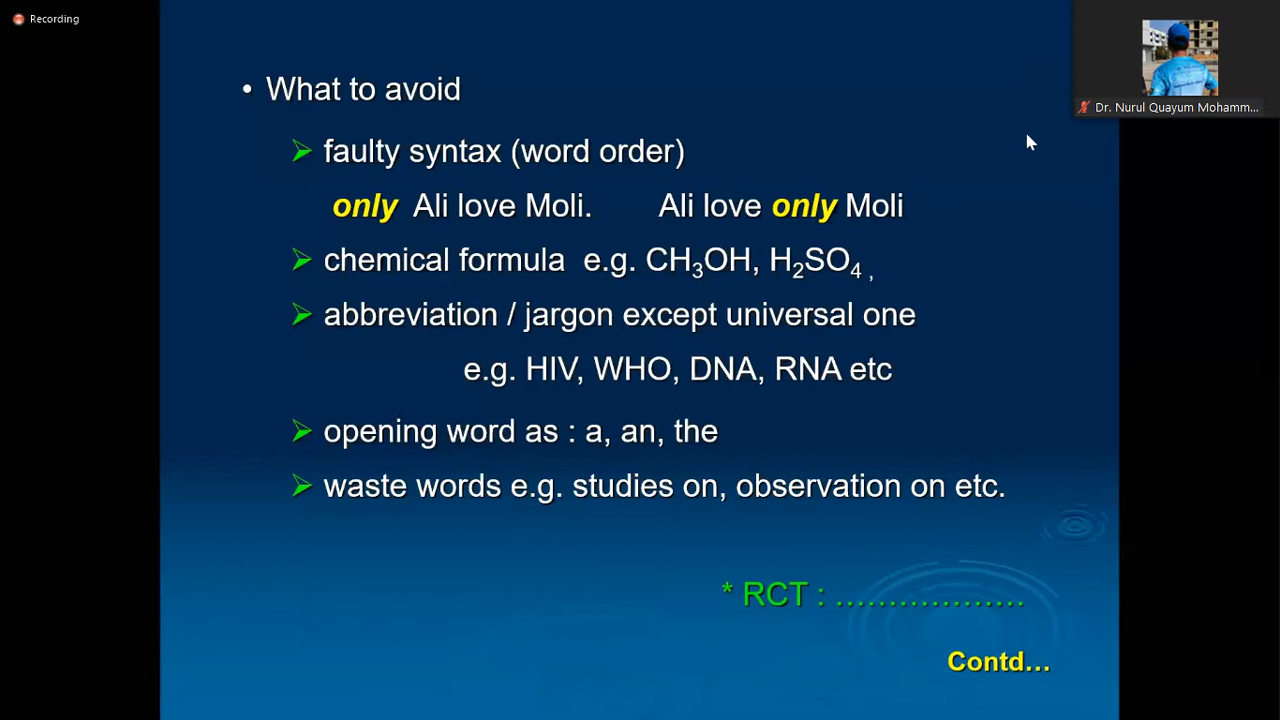 Recording
Dr. Nurul Quayum Mohamm...
• What to avoid
➢ faulty syntax (word order)
only Ali love Moli. Ali love only Moli
➢ chemical formula e.g. CH₃OH, H₂SO₄ ,
➢ abbreviation / jargon except universal one
e.g. HIV, WHO, DNA, RNA etc
➢ opening word as : a, an, the
➢ waste words e.g. studies on, observation on etc.
* RCT : ..................
Contd...